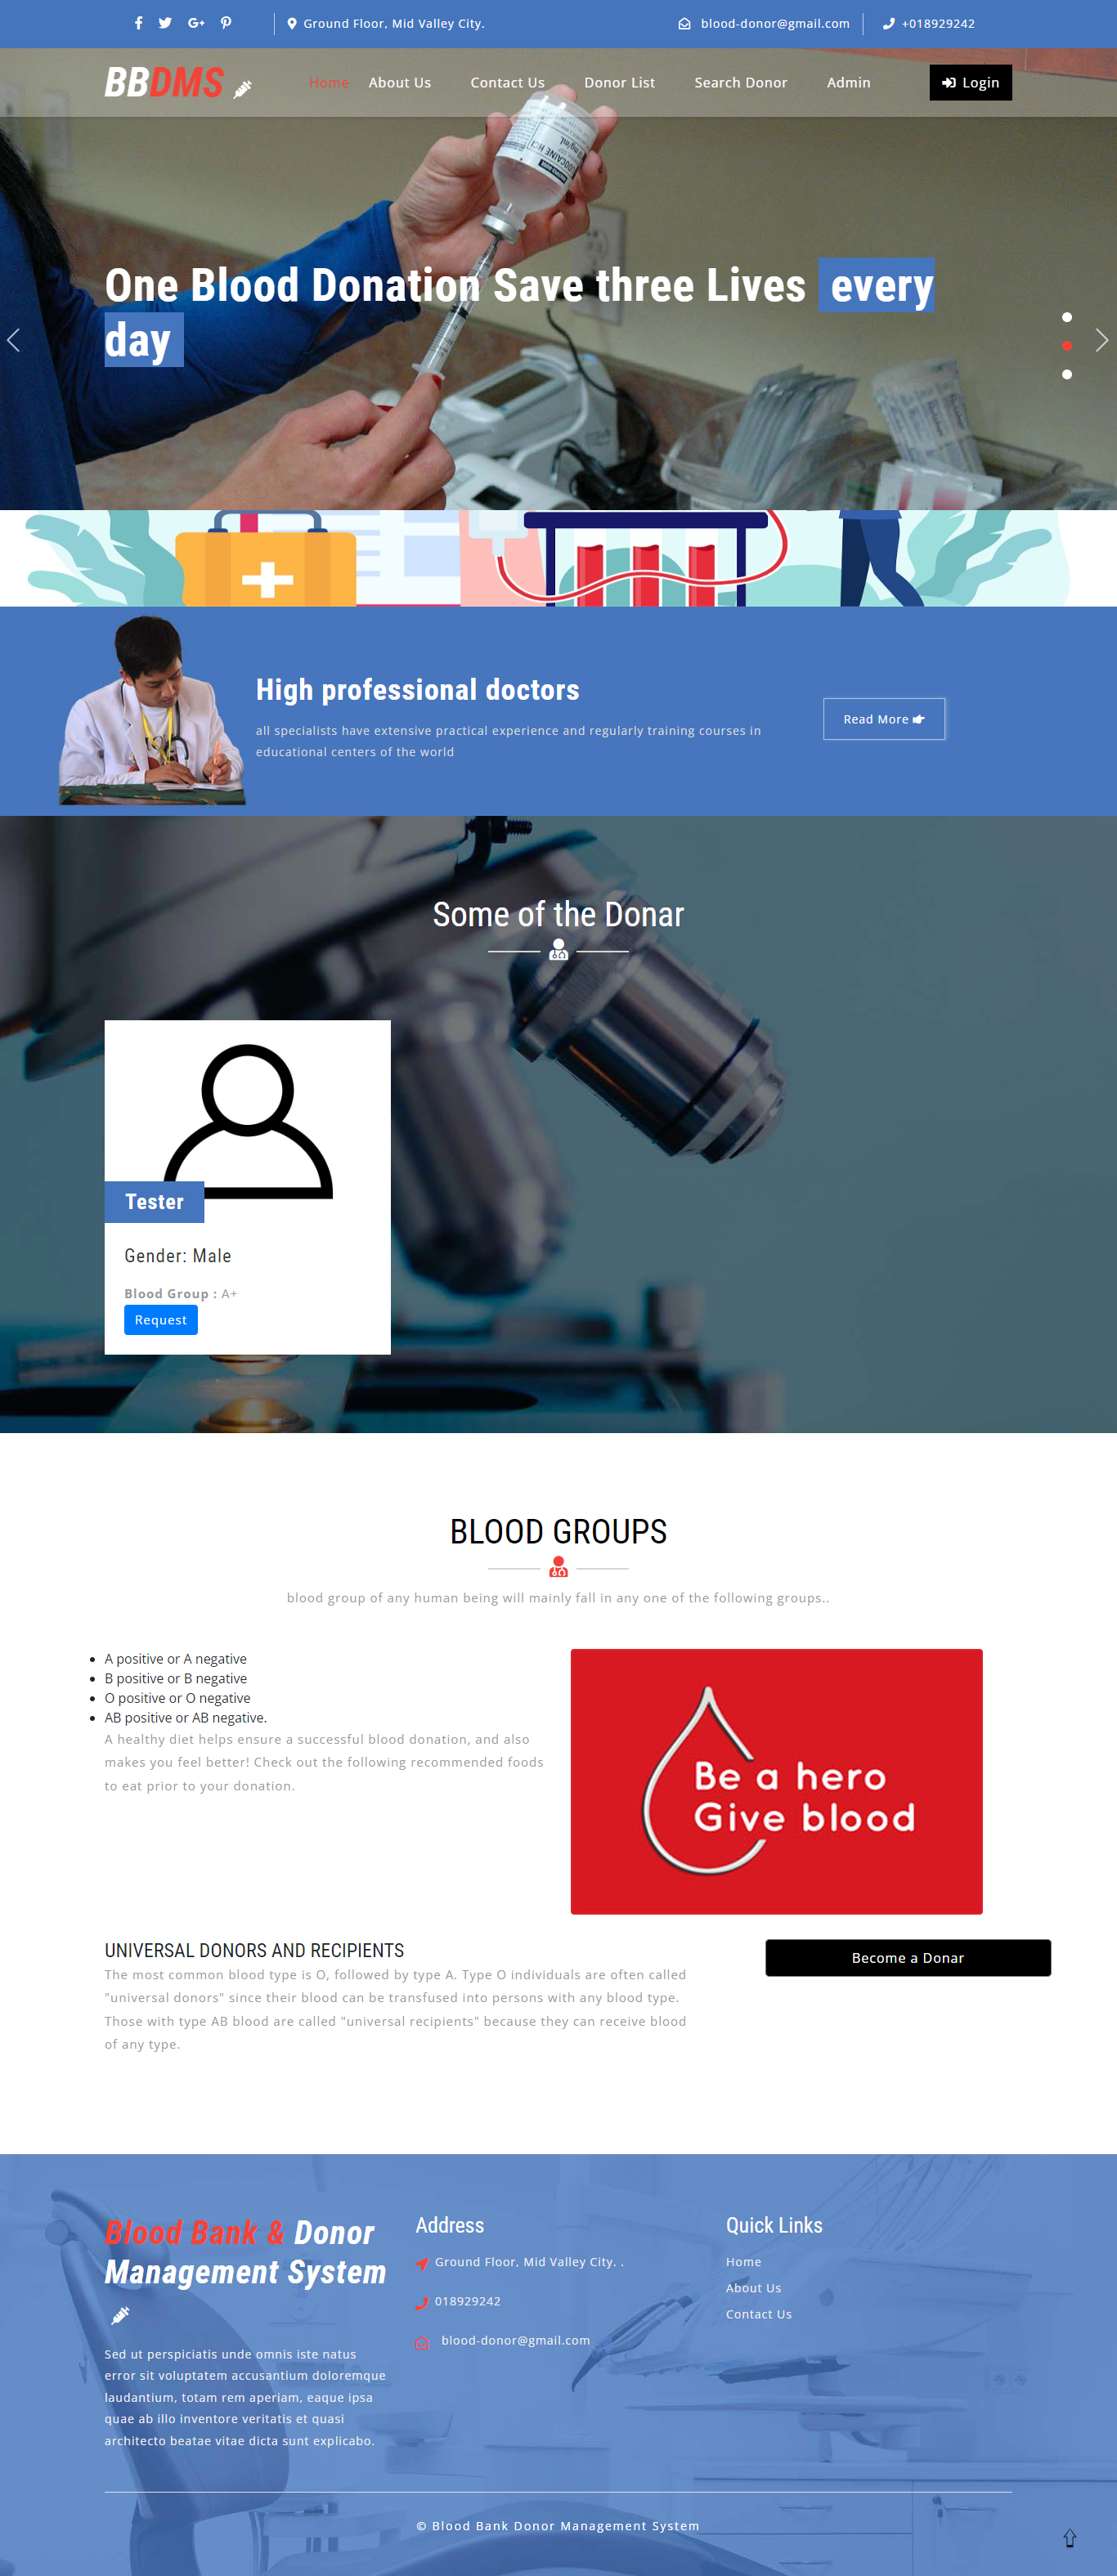 Ground Floor, Mid Valley City.
blood-donor@gmail.com
+018929242
BBDMS
Home
About Us
Contact Us
Donor List
Search Donor
Admin
Login
One Blood Donation Save three Lives every
day
High professional doctors
all specialists have extensive practical experience and regularly training courses in
educational centers of the world
Read More
Some of the Donar
Tester
Gender: Male
Blood Group : A+
Request
BLOOD GROUPS
blood group of any human being will mainly fall in any one of the following groups..
A positive or A negative
B positive or B negative
O positive or O negative
AB positive or AB negative.
A healthy diet helps ensure a successful blood donation, and also
makes you feel better! Check out the following recommended foods
to eat prior to your donation.
Be a hero
Give blood
UNIVERSAL DONORS AND RECIPIENTS
The most common blood type is O, followed by type A. Type O individuals are often called
"universal donors" since their blood can be transfused into persons with any blood type.
Those with type AB blood are called "universal recipients" because they can receive blood
of any type.
Become a Donar
Blood Bank & Donor
Management System
Sed ut perspiciatis unde omnis iste natus
error sit voluptatem accusantium doloremque
laudantium, totam rem aperiam, eaque ipsa
quae ab illo inventore veritatis et quasi
architecto beatae vitae dicta sunt explicabo.
Address
Ground Floor, Mid Valley City. .
018929242
blood-donor@gmail.com
Quick Links
Home
About Us
Contact Us
© Blood Bank Donor Management System